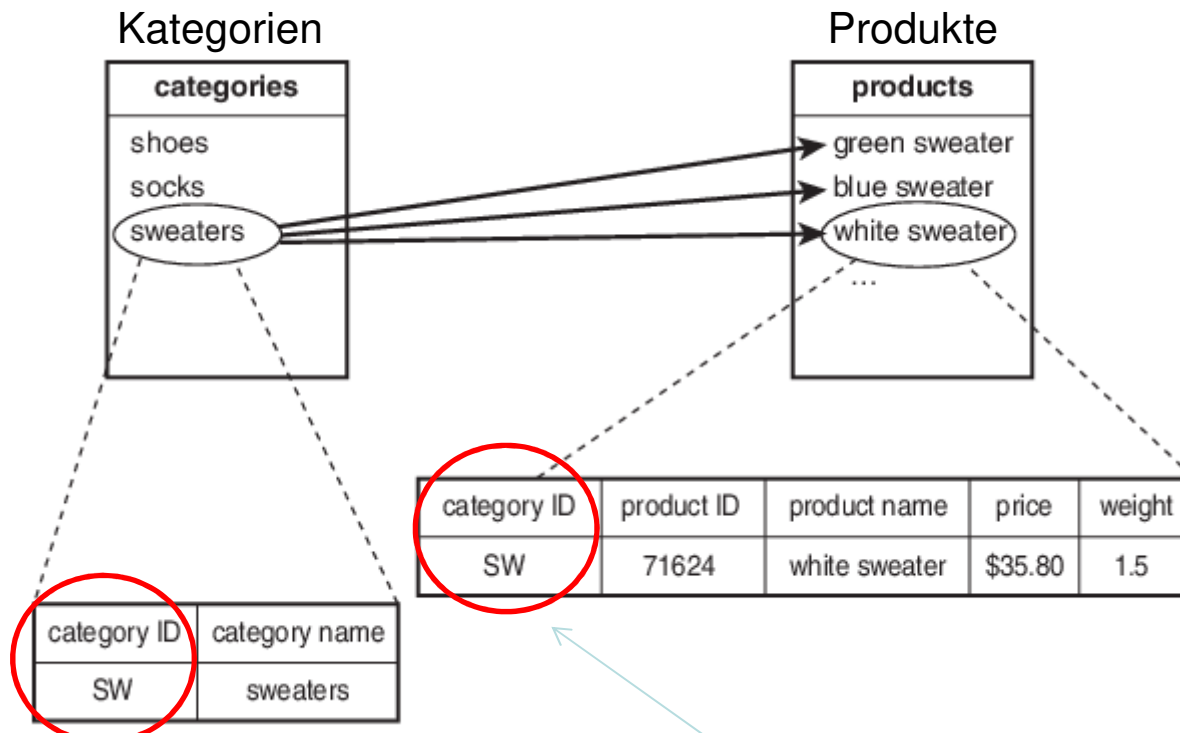 Kategorien
Produkte
categories
shoes
socks
sweaters
products
green sweater
blue sweater
white sweater
...
category ID product ID product name price weight
SW 71624 white sweater $35.80 1.5
category ID category name
SW sweaters